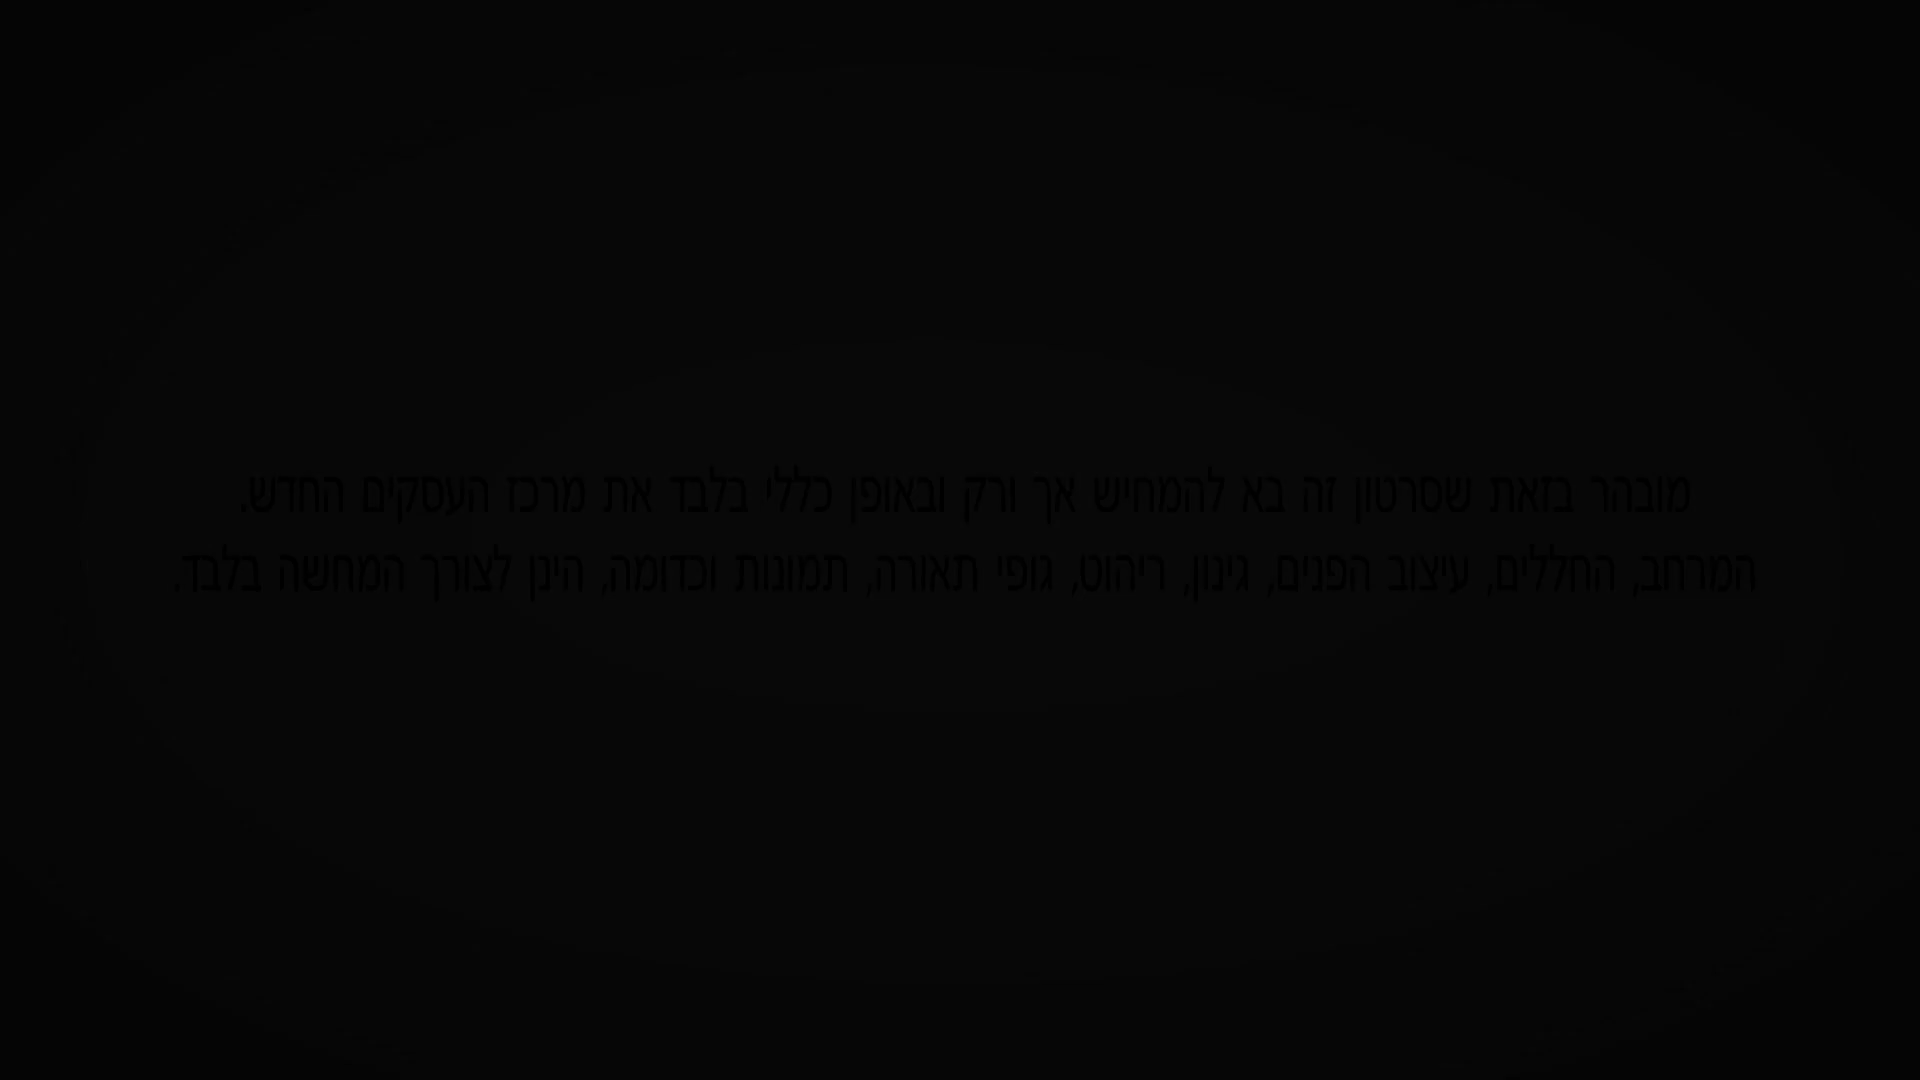 מובהר בזאת שסרטון זה בא להמחיש אך ורק ובאופן כללי בלבד את מרכז העסקים החדש.
המרחב, החללים, עיצוב הפנים, גינון, ריהוט, גופי תאורה, תמונות וכדומה, הינן לצורך המחשה בלבד.